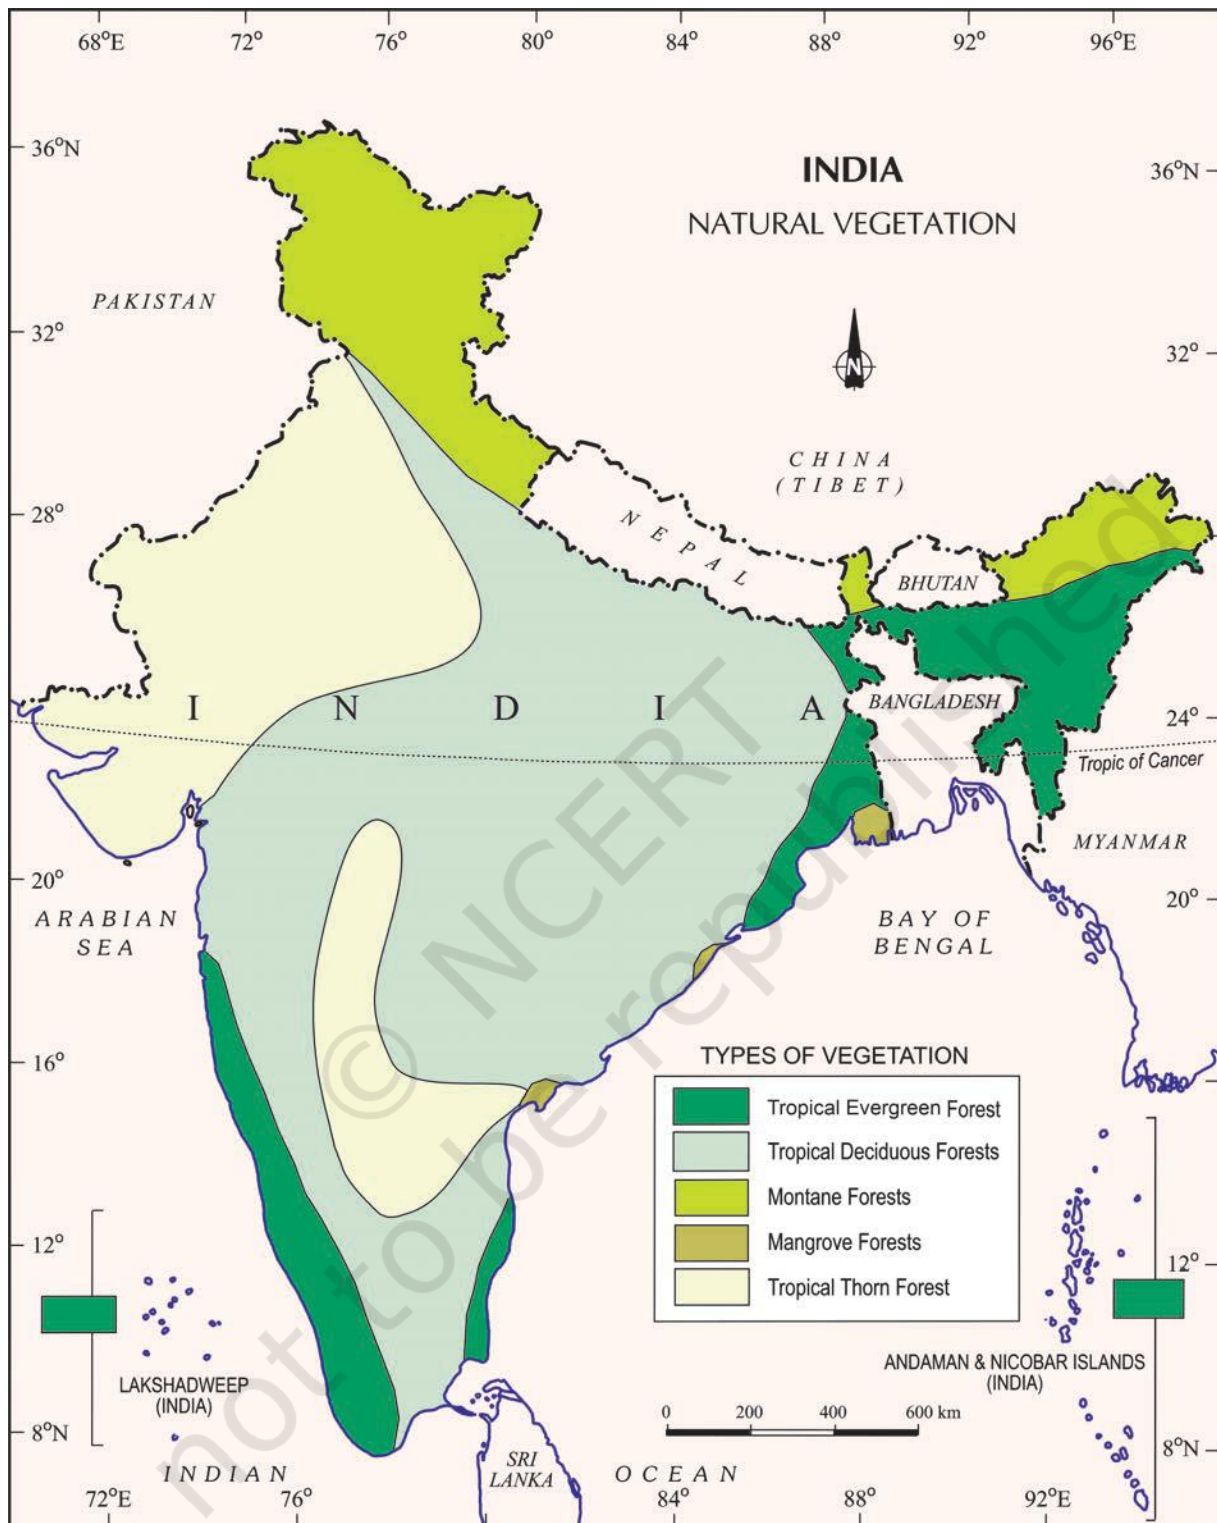 68°E 72° 76° 80° 84° 88° 92° 96°E
36°N
INDIA
36°N
NATURAL VEGETATION
PAKISTAN
N
32°
32°
CHINA
(TIBET)
28°
NEPAL
BHUTAN
INDIA
BANGLADESH
24°
Tropic of Cancer
MYANMAR
20°
20°
ARABIAN
SEA
BAY OF
BENGAL
© NCERT
not to be republished
16°
TYPES OF VEGETATION
Tropical Evergreen Forest
Tropical Deciduous Forests
Montane Forests
Mangrove Forests
Tropical Thorn Forest
12°
12°
LAKSHADWEEP
(INDIA)
ANDAMAN & NICOBAR ISLANDS
(INDIA)
0 200 400 600 km
8°N
8°N
INDIAN OCEAN
SRI
LANKA
72°E 76° 84° 88° 92°E